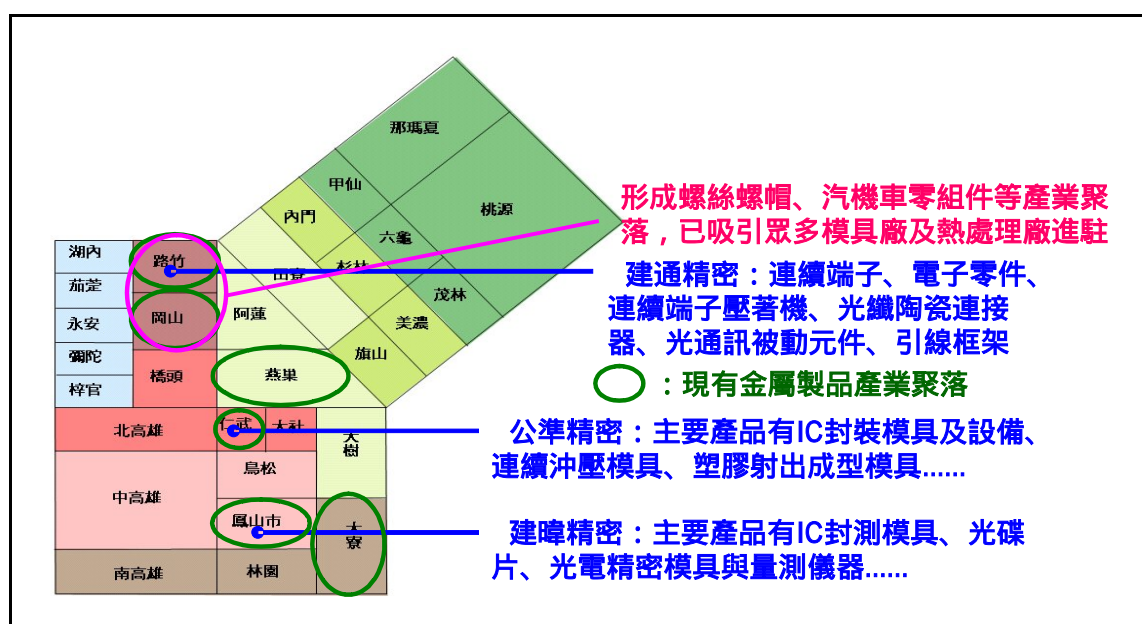 那瑪夏
甲仙
桃源
內門
六龜
形成螺絲螺帽、汽機車零組件等產業聚
落，已吸引眾多模具廠及熱處理廠進駐
湖內
路竹
田寮
杉林
建通精密：連續端子、電子零件、
連續端子壓著機、光纖陶瓷連接
器、光通訊被動元件、引線框架
茄萣
茂林
永安
岡山
阿蓮
美濃
彌陀
橋頭
燕巢
旗山
：現有金屬製品產業聚落
梓官
北高雄
仁武
大社
大樹
公準精密：主要產品有IC封裝模具及設備、
連續沖壓模具、塑膠射出成型模具......
鳥松
中高雄
鳳山市
大寮
建暐精密：主要產品有IC封測模具、光碟
片、光電精密模具與量測儀器......
南高雄
林園